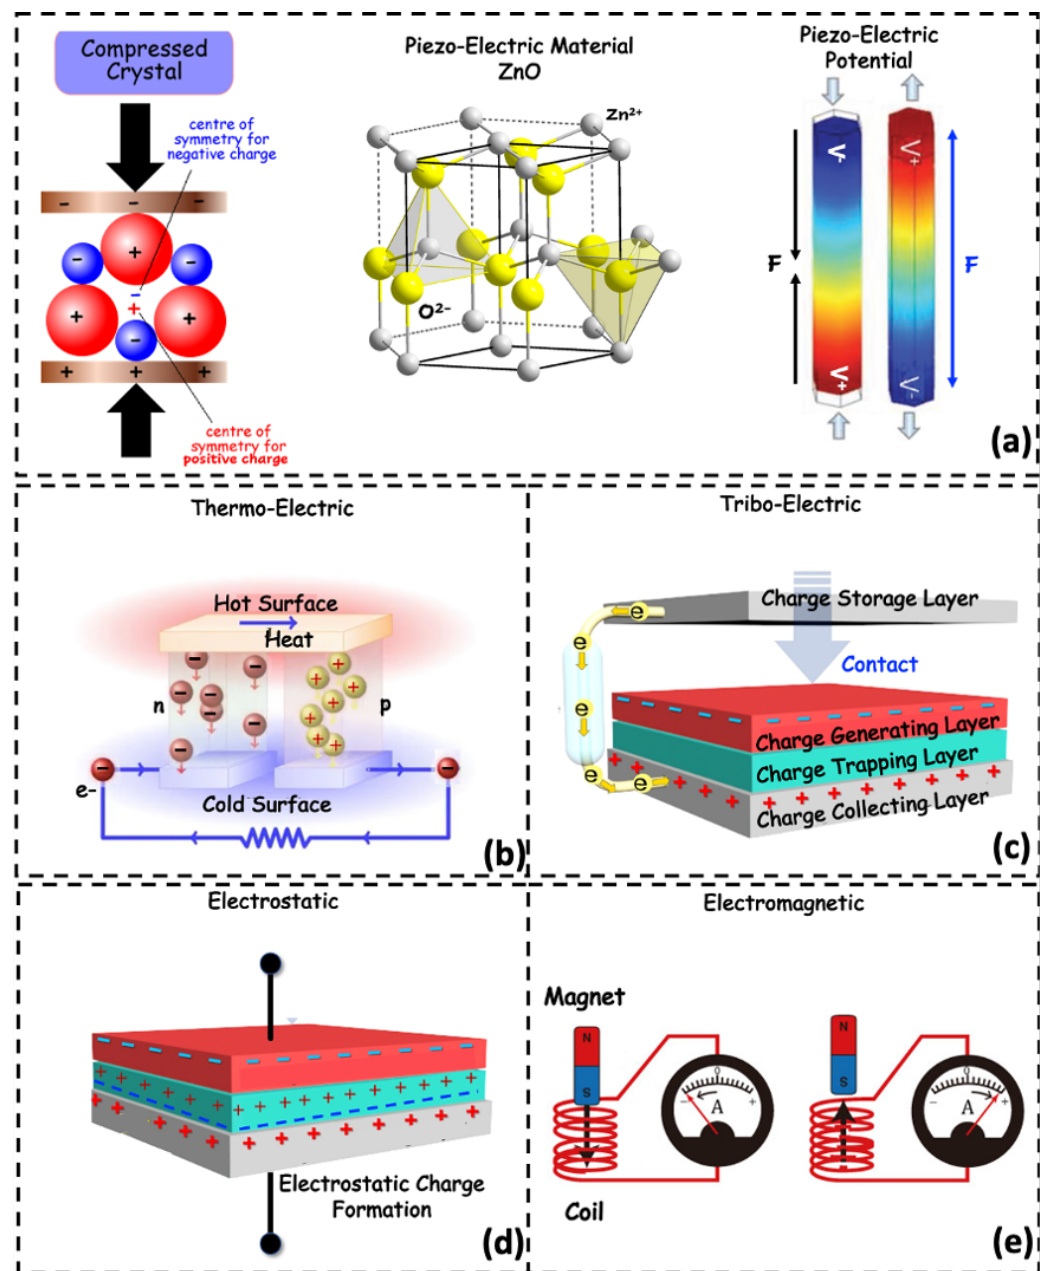 Compressed
Crystal
centre of
symmetry for
negative charge
- - -
+
- -
-
+
+ +
-
+ + +
centre of
symmetry for
positive charge
Piezo-Electric Material
ZnO
Zn²⁺
O²⁻
Piezo-Electric
Potential
V-
V+
F
V+
V-
F
(a)
Thermo-Electric
Hot Surface
Heat
n
p
e-
Cold Surface
(b)
Tribo-Electric
Charge Storage Layer
e
e
e
e
e
Contact
Charge Generating Layer
Charge Trapping Layer
Charge Collecting Layer
(c)
Electrostatic
Electrostatic Charge
Formation
(d)
Electromagnetic
Magnet
N
S
0
- +
A
Coil
N
S
0
- +
A
(e)